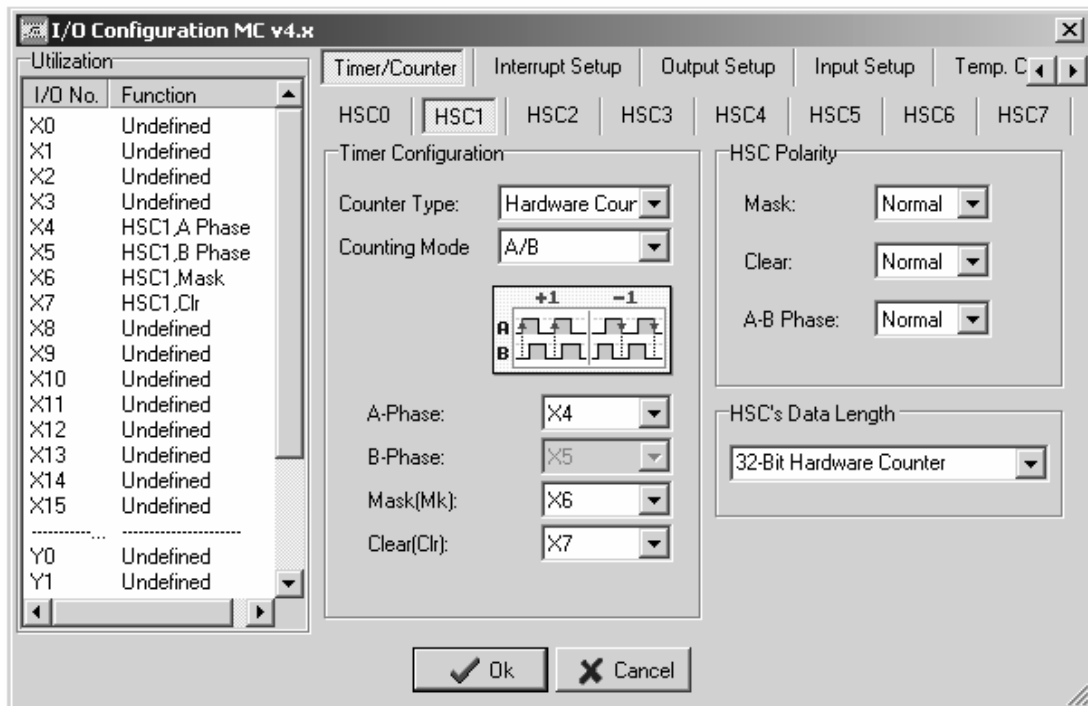 I/O Configuration MC v4.x
Utilization
I/O No. Function
X0 Undefined
X1 Undefined
X2 Undefined
X3 Undefined
X4 HSC1,A Phase
X5 HSC1,B Phase
X6 HSC1,Mask
X7 HSC1,Clr
X8 Undefined
X9 Undefined
X10 Undefined
X11 Undefined
X12 Undefined
X13 Undefined
X14 Undefined
X15 Undefined
-----------... ---------------------
Y0 Undefined
Y1 Undefined
Timer/Counter Interrupt Setup Output Setup Input Setup Temp. C
HSC0 HSC1 HSC2 HSC3 HSC4 HSC5 HSC6 HSC7
Timer Configuration
Counter Type: Hardware Cour
Counting Mode A/B
+1 -1
A
B
A-Phase: X4
B-Phase: X5
Mask(Mk): X6
Clear(Clr): X7
HSC Polarity
Mask: Normal
Clear: Normal
A-B Phase: Normal
HSC's Data Length
32-Bit Hardware Counter
Ok Cancel